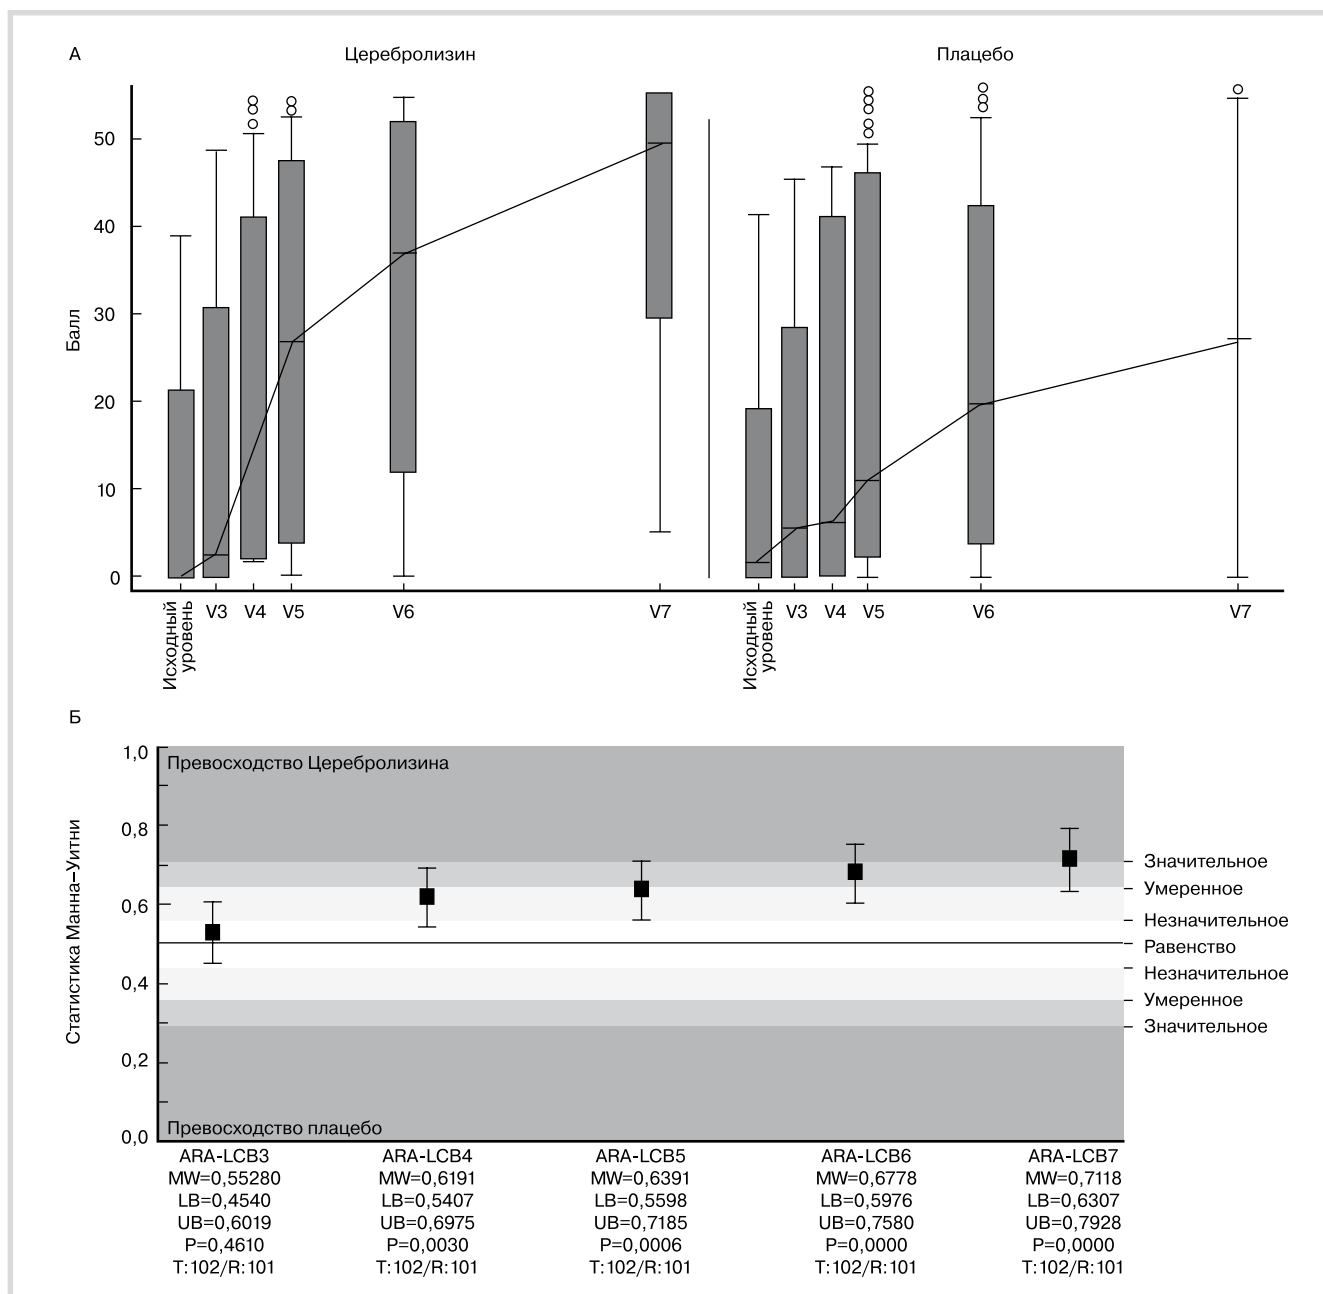 А
Церебролизин
Плацебо
Балл
50
40
30
20
10
0
Исходный
уровень
V3
V4
V5
V6
V7
Исходный
уровень
V3
V4
V5
V6
V7
Б
Статистика Манна–Уитни
1,0
0,8
0,6
0,4
0,2
0,0
Превосходство Церебролизина
Превосходство плацебо
Значительное
Умеренное
Незначительное
Равенство
Незначительное
Умеренное
Значительное
ARA-LCB3
MW=0,55280
LB=0,4540
UB=0,6019
P=0,4610
T:102/R:101
ARA-LCB4
MW=0,6191
LB=0,5407
UB=0,6975
P=0,0030
T:102/R:101
ARA-LCB5
MW=0,6391
LB=0,5598
UB=0,7185
P=0,0006
T:102/R:101
ARA-LCB6
MW=0,6778
LB=0,5976
UB=0,7580
P=0,0000
T:102/R:101
ARA-LCB7
MW=0,7118
LB=0,6307
UB=0,7928
P=0,0000
T:102/R:101